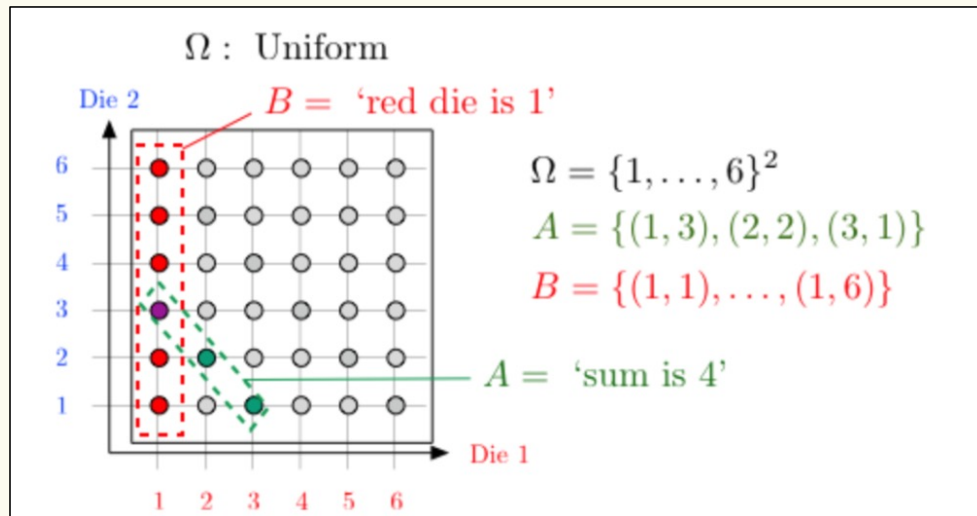 Ω : Uniform
Die 2
B = ‘red die is 1’
6
5
4
3
2
1
Ω = {1, . . . , 6}²
A = {(1, 3), (2, 2), (3, 1)}
B = {(1, 1), . . . , (1, 6)}
A = ‘sum is 4’
Die 1
1 2 3 4 5 6